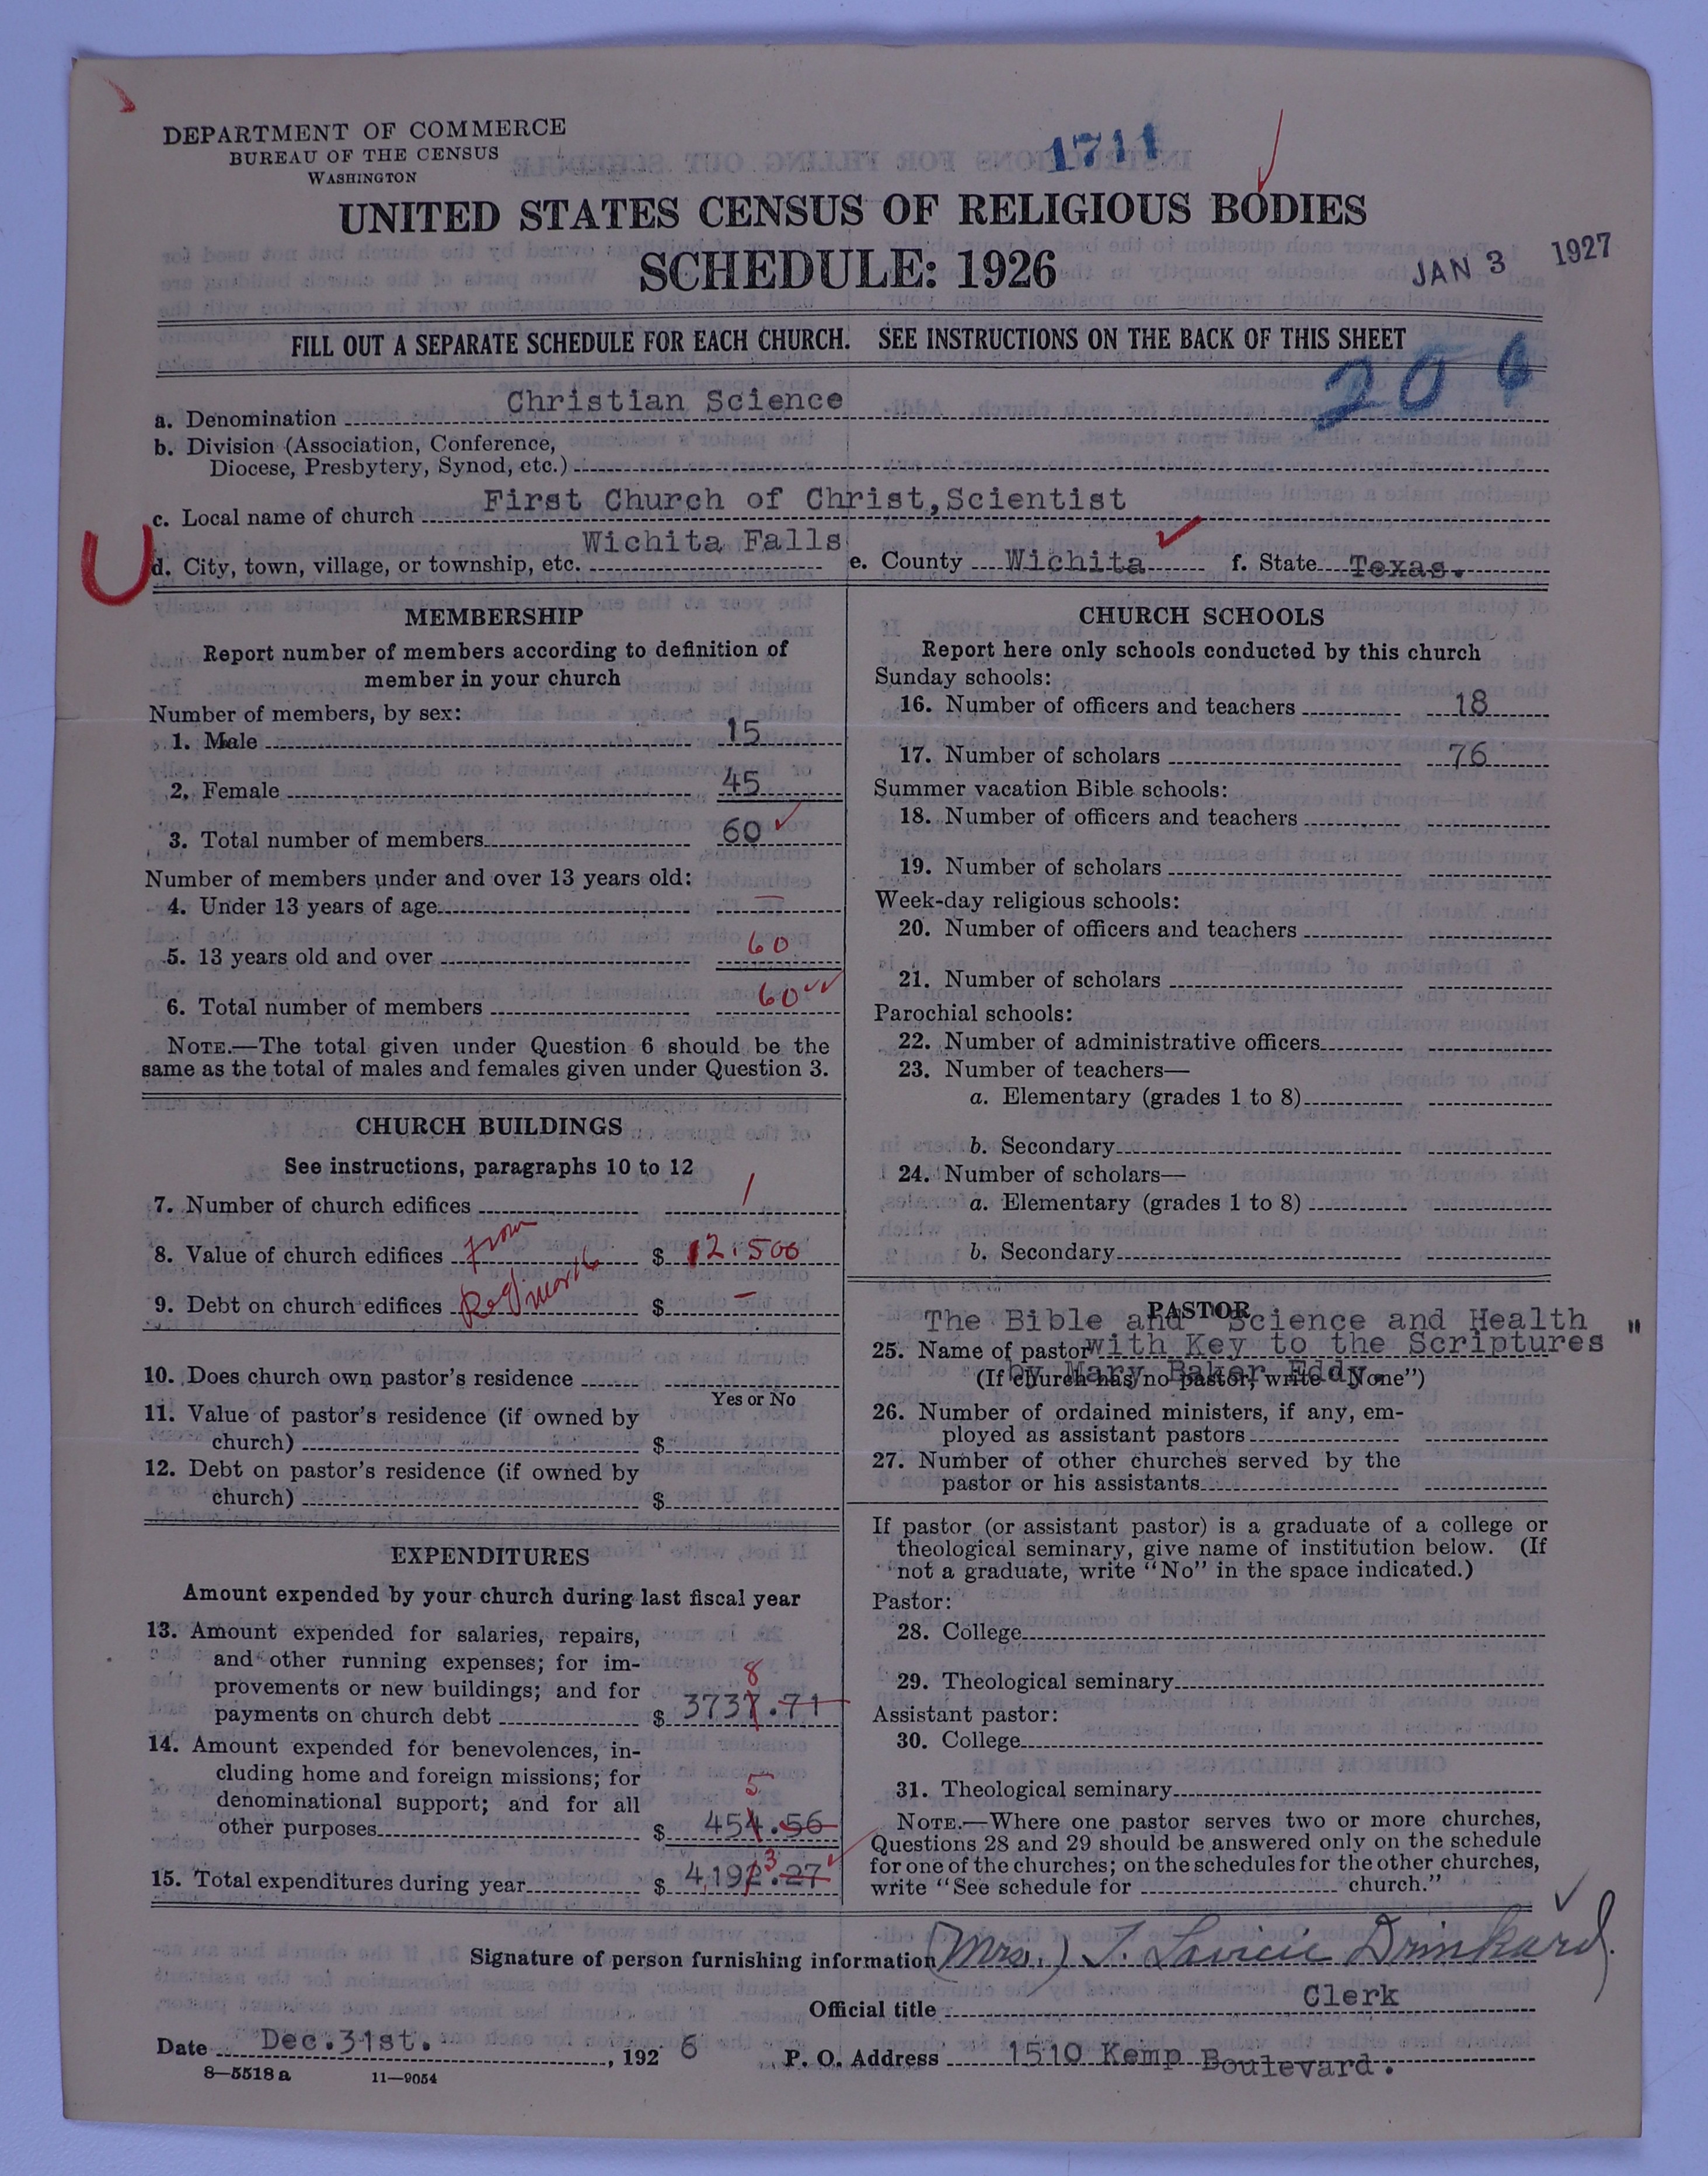 DEPARTMENT OF COMMERCE
BUREAU OF THE CENSUS
WASHINGTON
1711
UNITED STATES CENSUS OF RELIGIOUS BODIES
SCHEDULE: 1926
JAN 3 1927
FILL OUT A SEPARATE SCHEDULE FOR EACH CHURCH. SEE INSTRUCTIONS ON THE BACK OF THIS SHEET
20 6
a. Denomination Christian Science
b. Division (Association, Conference,
Diocese, Presbytery, Synod, etc.)
c. Local name of church First Church of Christ,Scientist
d. City, town, village, or township, etc. Wichita Falls e. County Wichita f. State Texas.
MEMBERSHIP
Report number of members according to definition of
member in your church
Number of members, by sex:
1. Male 15
2. Female 45
3. Total number of members 60
Number of members under and over 13 years old:
4. Under 13 years of age —
5. 13 years old and over 60
6. Total number of members 60
NOTE.—The total given under Question 6 should be the
same as the total of males and females given under Question 3.
CHURCH BUILDINGS
See instructions, paragraphs 10 to 12
7. Number of church edifices 1
8. Value of church edifices from $ 12.500
9. Debt on church edifices $ —
10. Does church own pastor's residence
Yes or No
11. Value of pastor's residence (if owned by
church) $
12. Debt on pastor's residence (if owned by
church) $
EXPENDITURES
Amount expended by your church during last fiscal year
13. Amount expended for salaries, repairs,
and other running expenses; for im-
provements or new buildings; and for
8
payments on church debt $ 3737.71
14. Amount expended for benevolences, in-
cluding home and foreign missions; for
5
denominational support; and for all
other purposes $ 454.56
15. Total expenditures during year $ 4,192 3 .27
CHURCH SCHOOLS
Report here only schools conducted by this church
Sunday schools:
16. Number of officers and teachers 18
17. Number of scholars 76
Summer vacation Bible schools:
18. Number of officers and teachers
19. Number of scholars
Week-day religious schools:
20. Number of officers and teachers
21. Number of scholars
Parochial schools:
22. Number of administrative officers
23. Number of teachers—
a. Elementary (grades 1 to 8)
b. Secondary
24. Number of scholars—
a. Elementary (grades 1 to 8)
b. Secondary
PASTOR
The Bible and "Science and Health
25. Name of pastor with Key to the Scriptures "
by Mary Baker Eddy.
(If church has no pastor, write "None")
26. Number of ordained ministers, if any, em-
ployed as assistant pastors
27. Number of other churches served by the
pastor or his assistants
If pastor (or assistant pastor) is a graduate of a college or
theological seminary, give name of institution below. (If
not a graduate, write "No" in the space indicated.)
Pastor:
28. College
29. Theological seminary
Assistant pastor:
30. College
31. Theological seminary
NOTE.—Where one pastor serves two or more churches,
Questions 28 and 29 should be answered only on the schedule
for one of the churches; on the schedules for the other churches,
write "See schedule for church."
Signature of person furnishing information (Mrs.) Drinkard.
Official title Clerk
Date Dec.31st., 1926 P. O. Address 1510 Kemp Boulevard.
8—5518 a 11—9054